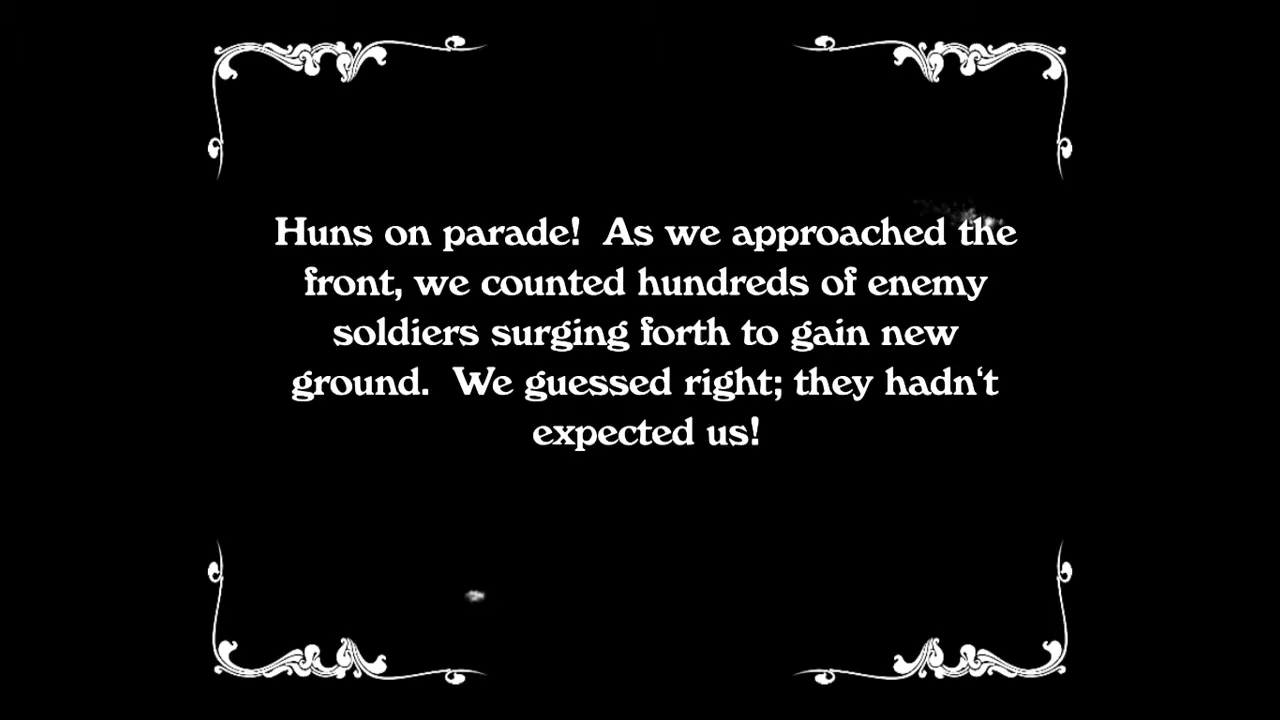 Huns on parade!  As we approached the
front, we counted hundreds of enemy
soldiers surging forth to gain new
ground.  We guessed right; they hadn‘t
expected us!